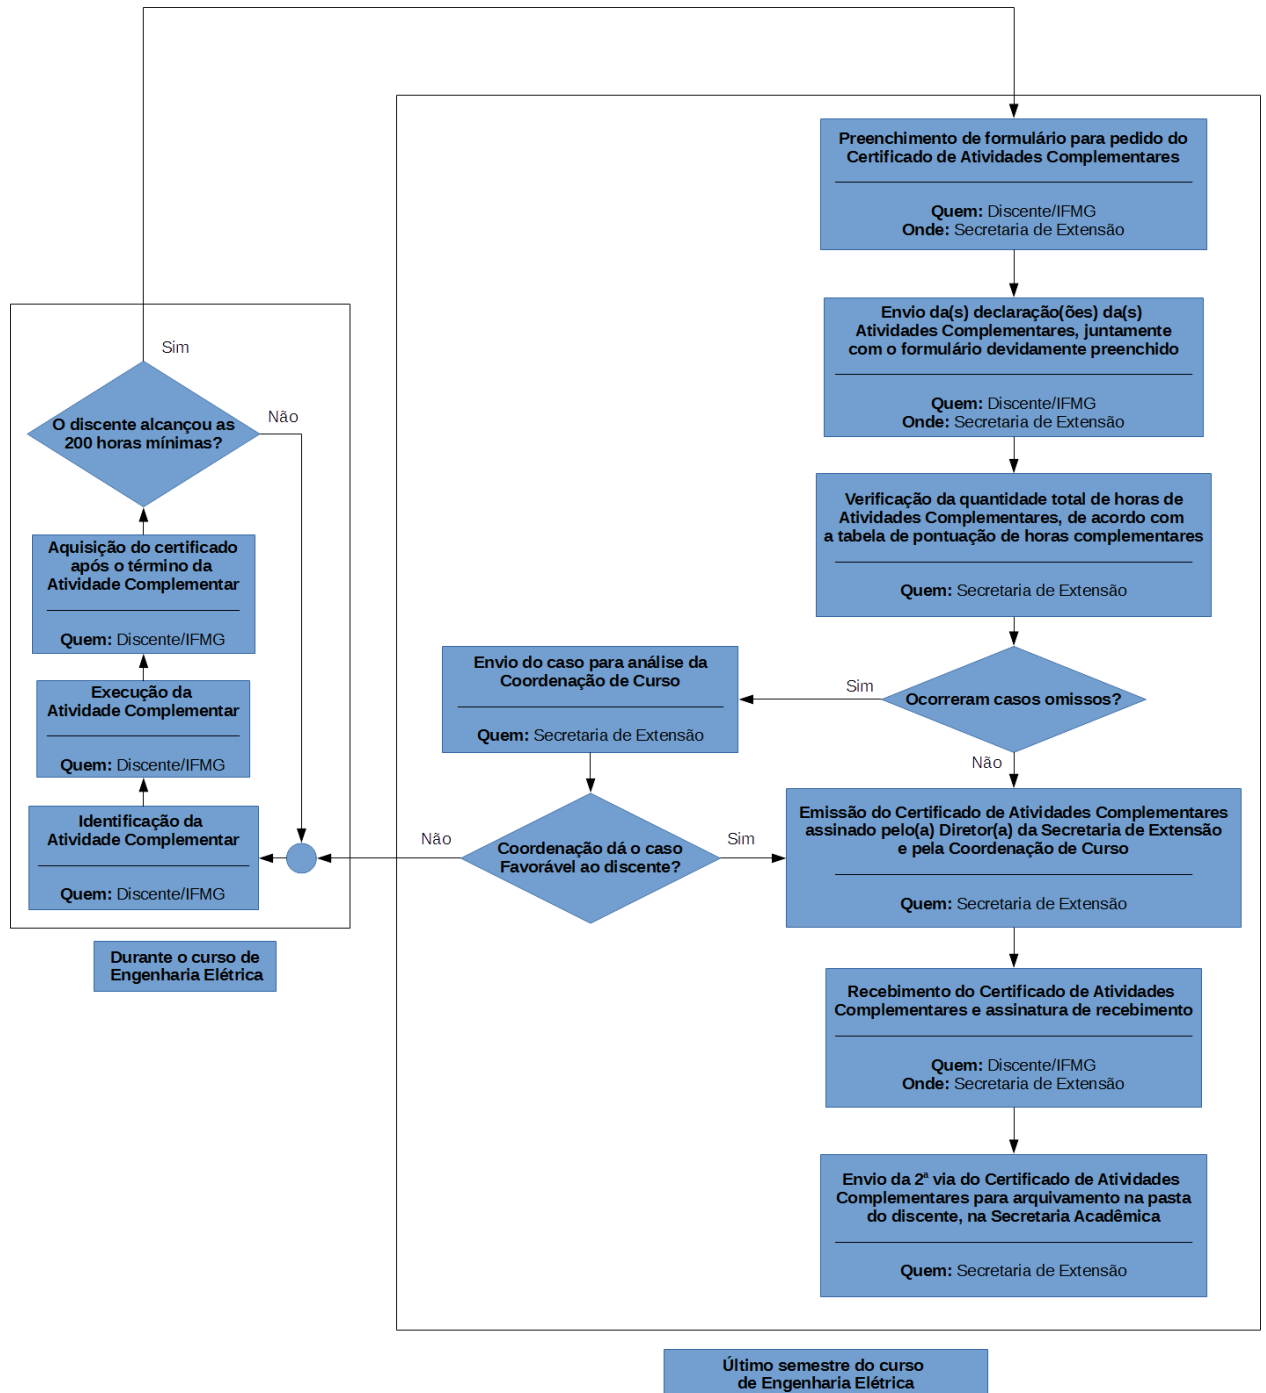 Preenchimento de formulário para pedido do
Certificado de Atividades Complementares
Quem: Discente/IFMG
Onde: Secretaria de Extensão
Envio da(s) declaração(ões) da(s)
Atividades Complementares, juntamente
com o formulário devidamente preenchido
Quem: Discente/IFMG
Onde: Secretaria de Extensão
Verificação da quantidade total de horas de
Atividades Complementares, de acordo com
a tabela de pontuação de horas complementares
Quem: Secretaria de Extensão
Ocorreram casos omissos?
Sim
Não
Envio do caso para análise da
Coordenação de Curso
Quem: Secretaria de Extensão
Coordenação dá o caso
Favorável ao discente?
Não
Sim
Emissão do Certificado de Atividades Complementares
assinado pelo(a) Diretor(a) da Secretaria de Extensão
e pela Coordenação de Curso
Quem: Secretaria de Extensão
Recebimento do Certificado de Atividades
Complementares e assinatura de recebimento
Quem: Discente/IFMG
Onde: Secretaria de Extensão
Envio da 2ª via do Certificado de Atividades
Complementares para arquivamento na pasta
do discente, na Secretaria Acadêmica
Quem: Secretaria de Extensão
Último semestre do curso
de Engenharia Elétrica
Sim
O discente alcançou as
200 horas mínimas?
Não
Aquisição do certificado
após o término da
Atividade Complementar
Quem: Discente/IFMG
Execução da
Atividade Complementar
Quem: Discente/IFMG
Identificação da
Atividade Complementar
Quem: Discente/IFMG
Durante o curso de
Engenharia Elétrica